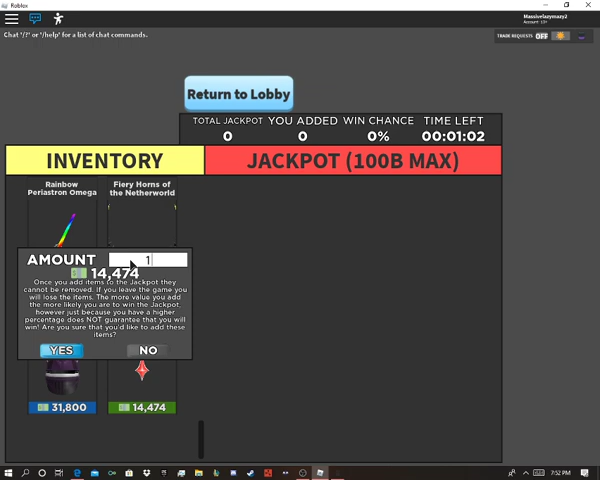 Roblox
Massivelazymazy2
Account: 13+
Chat '/?' or '/help' for a list of chat commands.
TRADE REQUESTS OFF
Return to Lobby
TOTAL JACKPOT YOU ADDED WIN CHANCE TIME LEFT
0 0 0% 00:01:02
INVENTORY JACKPOT (100B MAX)
Rainbow Periastron Omega
Fiery Horns of the Netherworld
AMOUNT 1
14,474
Once you add items to the Jackpot they
cannot be removed. If you leave the game you
will lose the items. The more value you add
the more likely you are to win the Jackpot,
however just because you have a higher
percentage does NOT guarantee that you will
win! Are you sure that you'd like to add these
items?
YES NO
31,800 14,474
7:52 PM